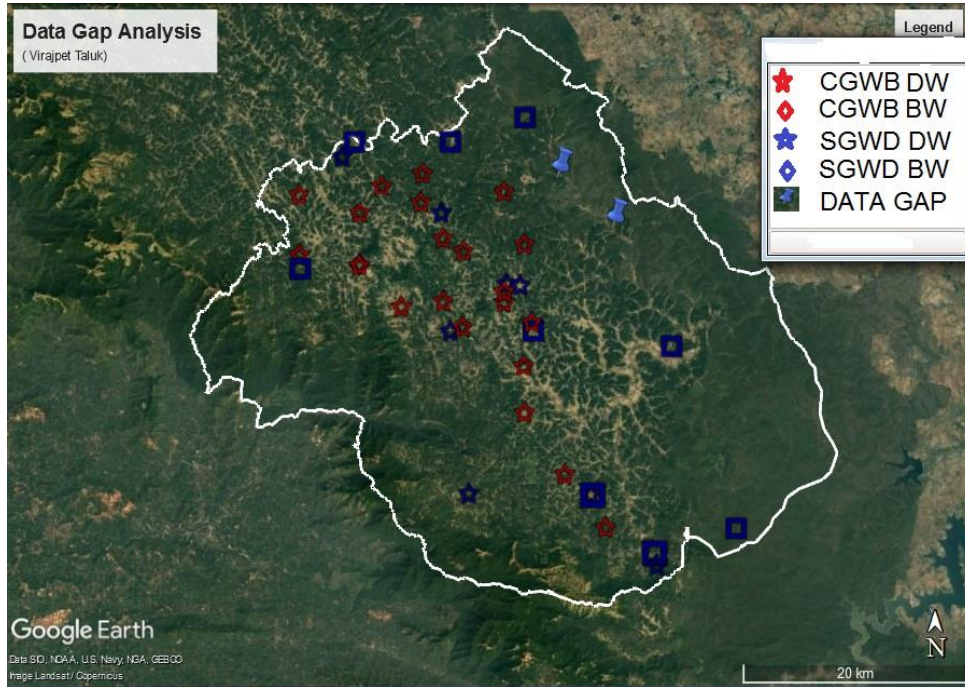 Data Gap Analysis
( Virajpet Taluk)
Legend
CGWB DW
CGWB BW
SGWD DW
SGWD BW
DATA GAP
Google Earth
Data SIO, NOAA, U.S. Navy, NGA, GEBCO
Image Landsat / Copernicus
N
20 km